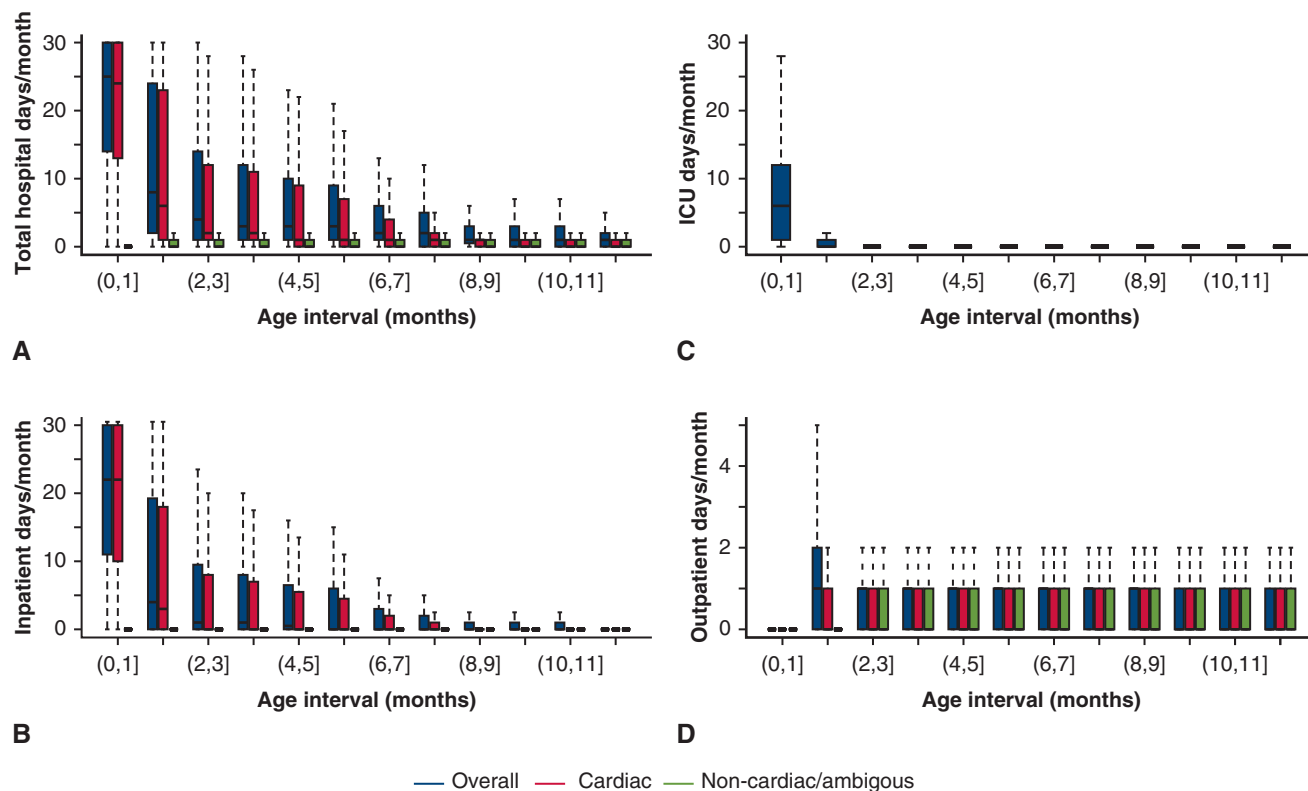 30
20
10
0
Total hospital days/month
(0,1] (2,3] (4,5] (6,7] (8,9] (10,11]
Age interval (months)
A
30
20
10
0
ICU days/month
(0,1] (2,3] (4,5] (6,7] (8,9] (10,11]
Age interval (months)
C
30
20
10
0
Inpatient days/month
(0,1] (2,3] (4,5] (6,7] (8,9] (10,11]
Age interval (months)
B
4
2
0
Outpatient days/month
(0,1] (2,3] (4,5] (6,7] (8,9] (10,11]
Age interval (months)
D
Overall Cardiac Non-cardiac/ambigous